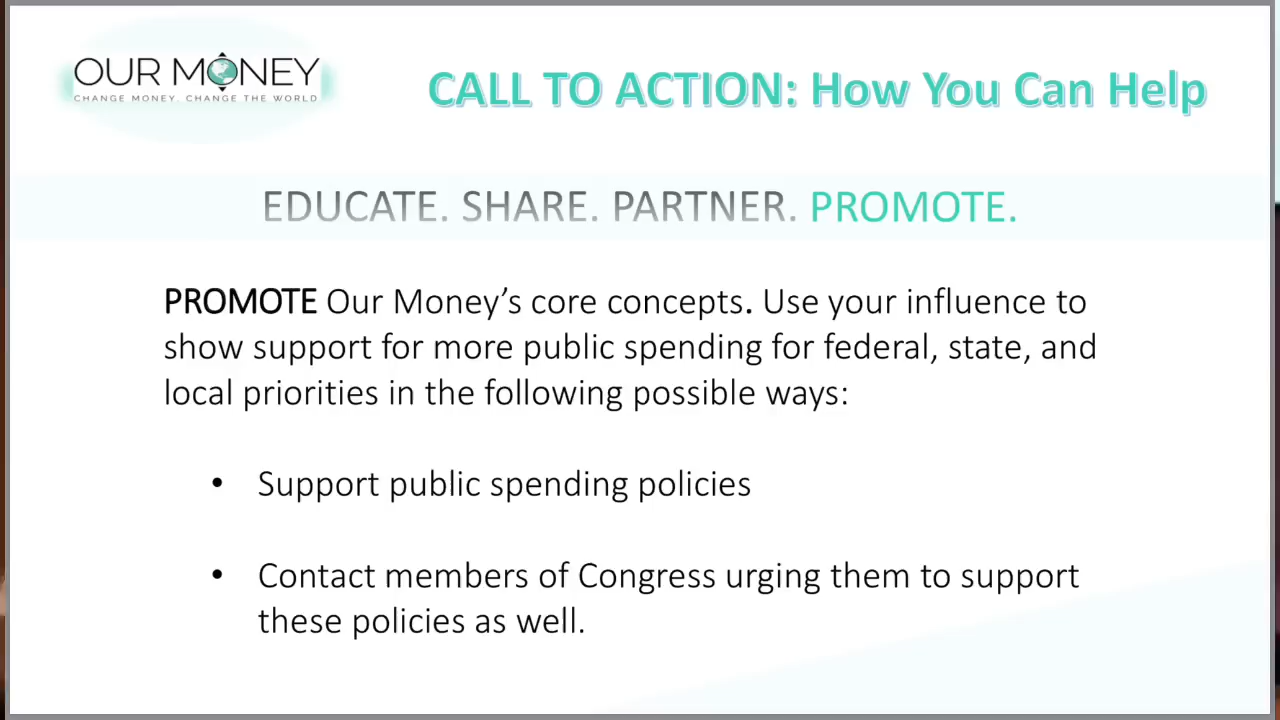 OUR MONEY
CHANGE MONEY. CHANGE THE WORLD
CALL TO ACTION: How You Can Help
EDUCATE. SHARE. PARTNER. PROMOTE.
PROMOTE Our Money’s core concepts. Use your influence to
show support for more public spending for federal, state, and
local priorities in the following possible ways:
• Support public spending policies
• Contact members of Congress urging them to support
these policies as well.